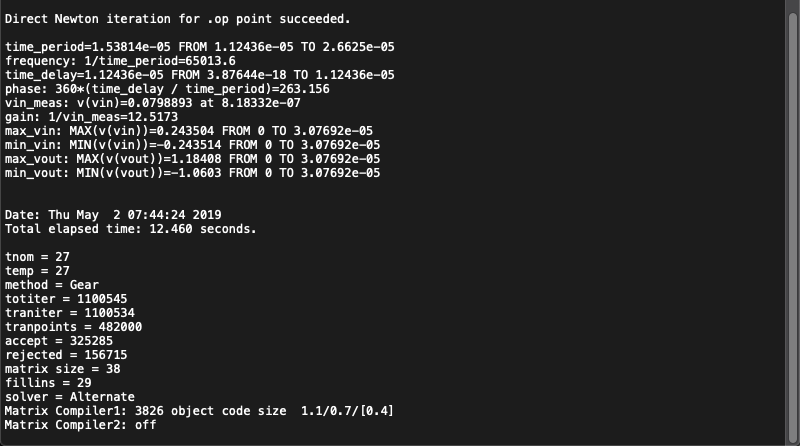 Direct Newton iteration for .op point succeeded.
time_period=1.53814e-05 FROM 1.12436e-05 TO 2.6625e-05
frequency: 1/time_period=65013.6
time_delay=1.12436e-05 FROM 3.87644e-18 TO 1.12436e-05
phase: 360*(time_delay / time_period)=263.156
vin_meas: v(vin)=0.0798893 at 8.18332e-07
gain: 1/vin_meas=12.5173
max_vin: MAX(v(vin))=0.243504 FROM 0 TO 3.07692e-05
min_vin: MIN(v(vin))=-0.243514 FROM 0 TO 3.07692e-05
max_vout: MAX(v(vout))=1.18408 FROM 0 TO 3.07692e-05
min_vout: MIN(v(vout))=-1.0603 FROM 0 TO 3.07692e-05
Date: Thu May  2 07:44:24 2019
Total elapsed time: 12.460 seconds.
tnom = 27
temp = 27
method = Gear
totiter = 1100545
traniter = 1100534
tranpoints = 482000
accept = 325285
rejected = 156715
matrix size = 38
fillins = 29
solver = Alternate
Matrix Compiler1: 3826 object code size  1.1/0.7/[0.4]
Matrix Compiler2: off